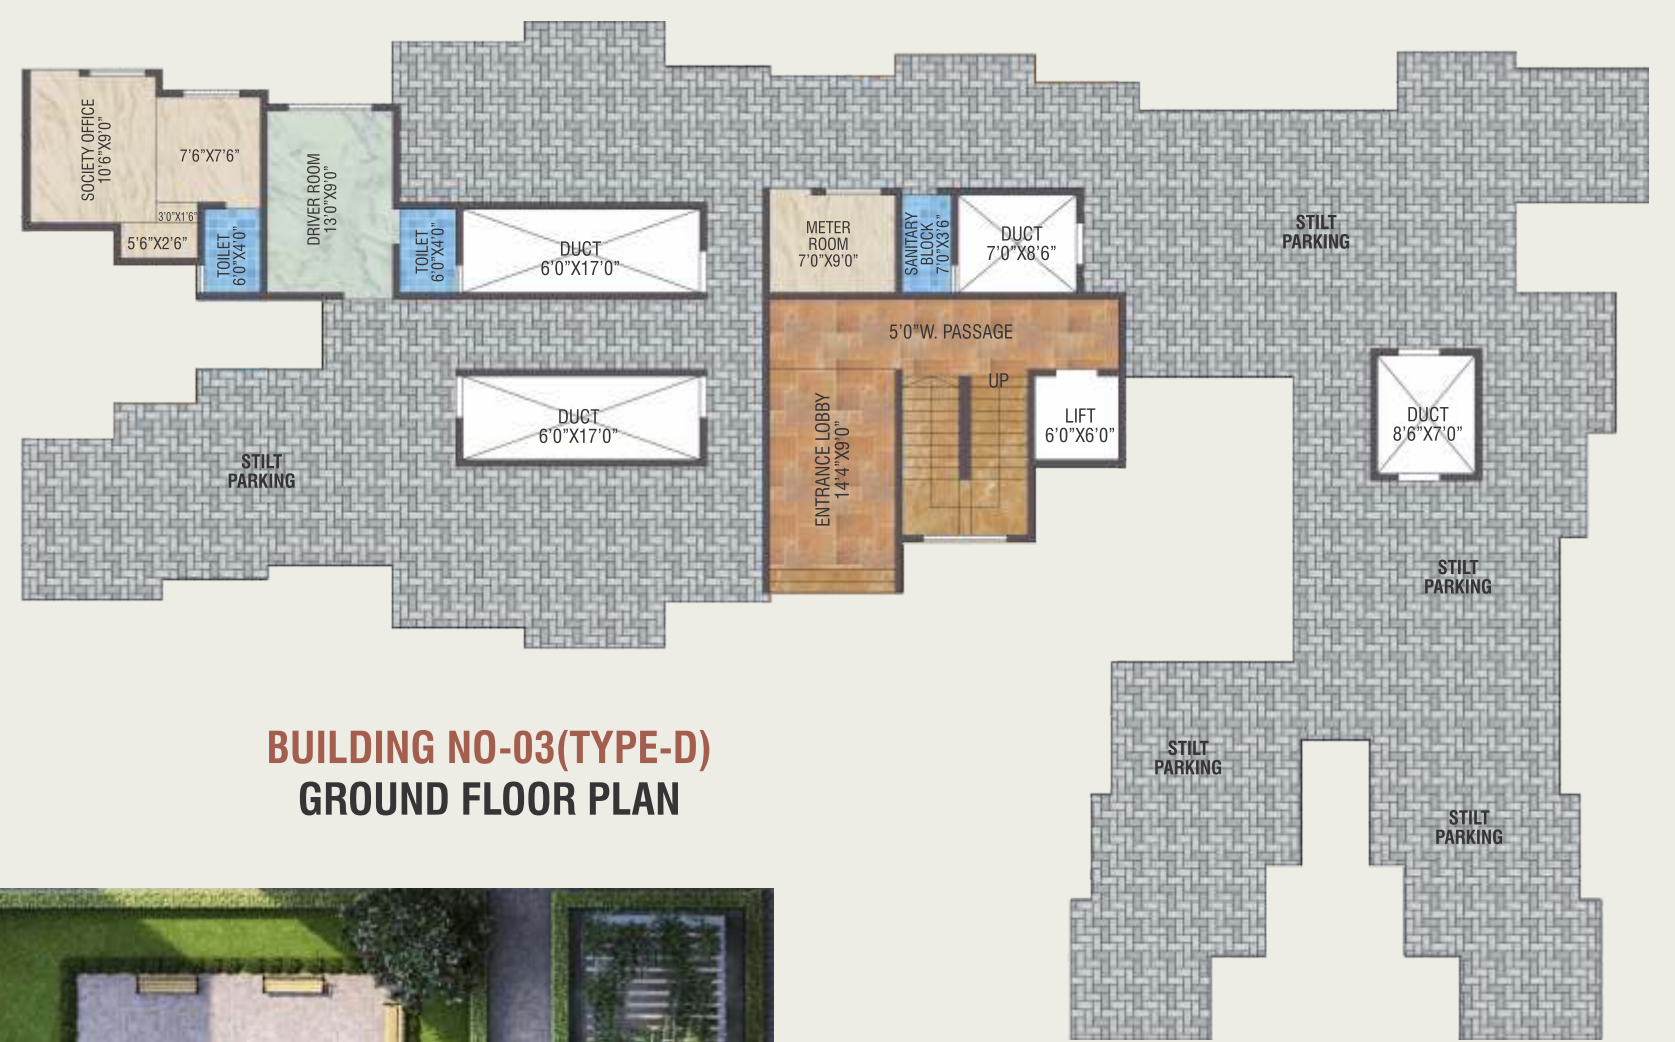 SOCIETY OFFICE
10'6"X9'0"
7'6"X7'6"
3'0"X1'6"
5'6"X2'6"
TOILET
6'0"X4'0"
DRIVER ROOM
13'0"X9'0"
TOILET
6'0"X4'0"
DUCT
6'0"X17'0"
METER
ROOM
7'0"X9'0"
SANITARY
BLOCK
7'0"X3'6"
DUCT
7'0"X8'6"
STILT
PARKING
5'0"W. PASSAGE
UP
LIFT
6'0"X6'0"
ENTRANCE LOBBY
14'4"X9'0"
DUCT
6'0"X17'0"
DUCT
8'6"X7'0"
STILT
PARKING
STILT
PARKING
STILT
PARKING
STILT
PARKING
BUILDING NO-03(TYPE-D)
GROUND FLOOR PLAN